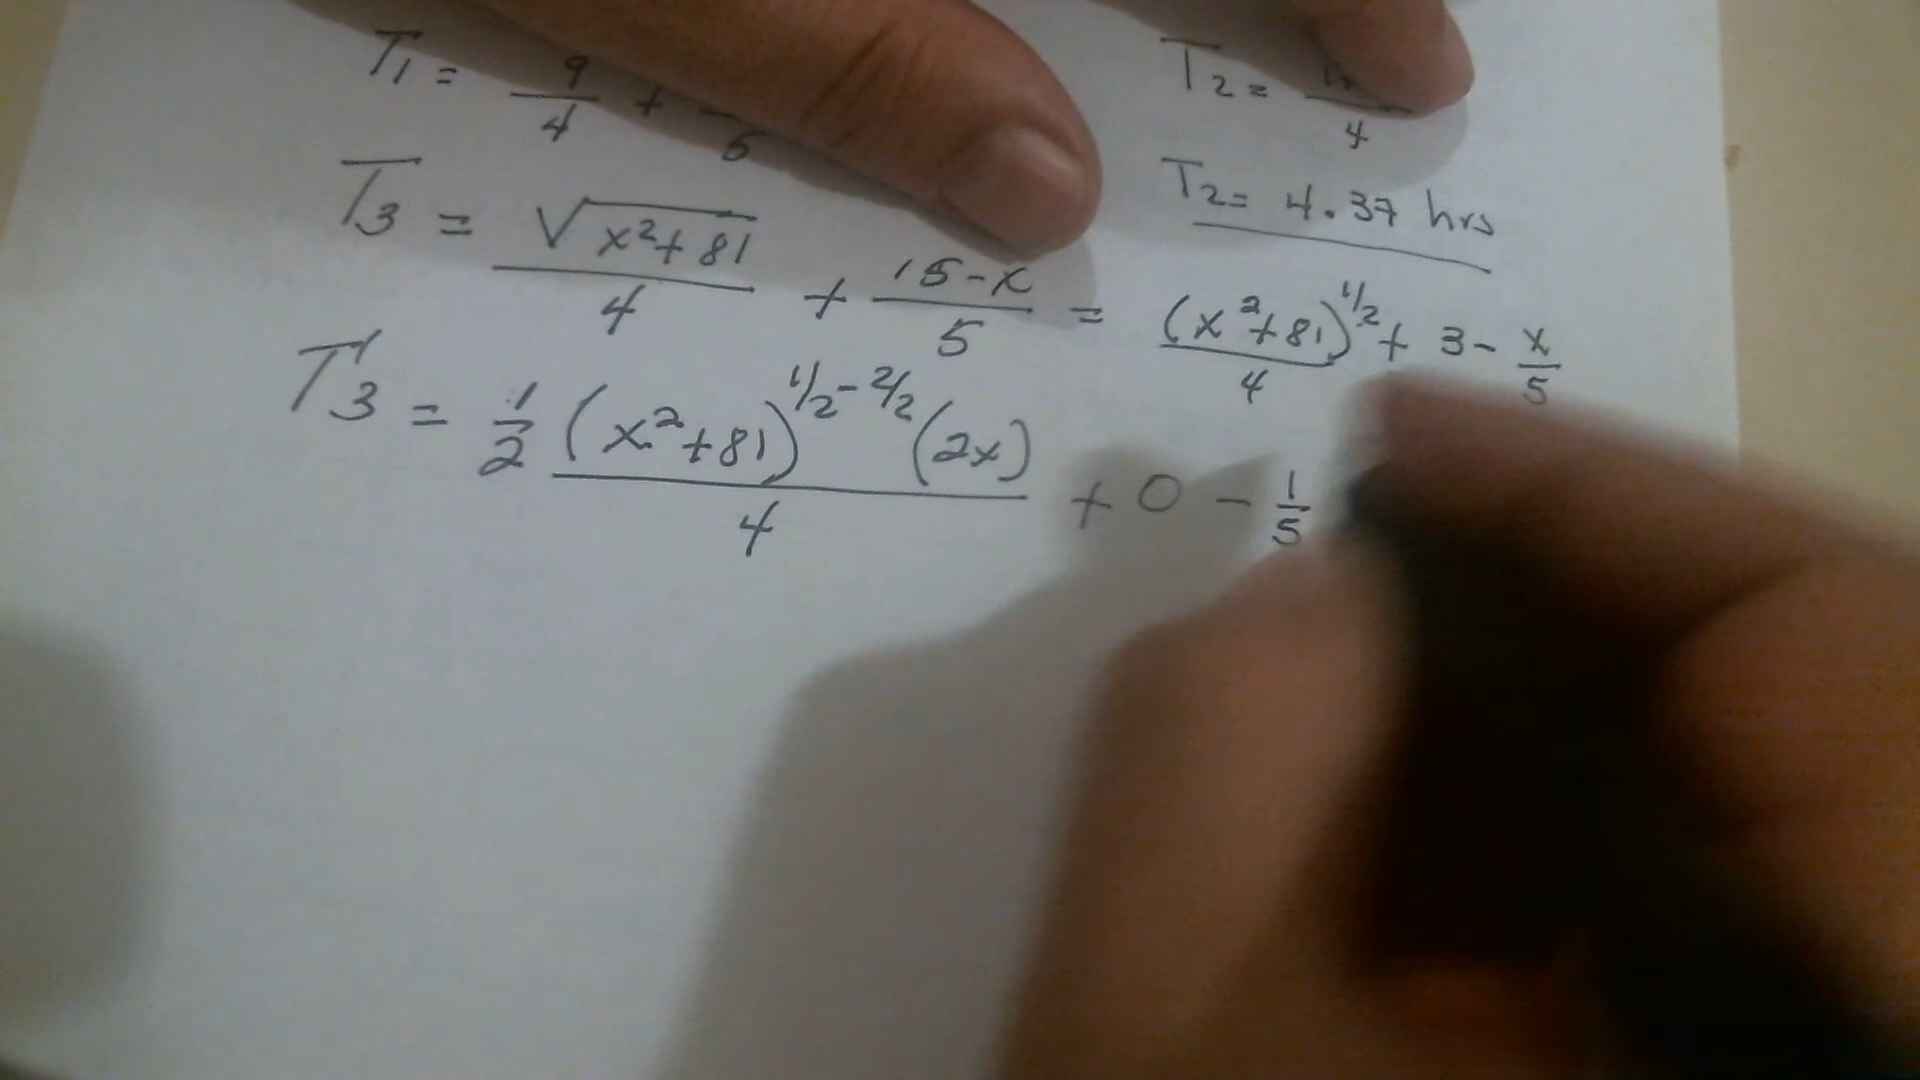 T1 = 9/4 + /5
T2 = /4
T2 = 4.37 hrs
T3 = √(x²+81)/4 + (15-x)/5 = (x²+81)^1/2/4 + 3 - x/5
T'3 = 1/2 (x²+81)^1/2-2/2 (2x)/4 + 0 - 1/5